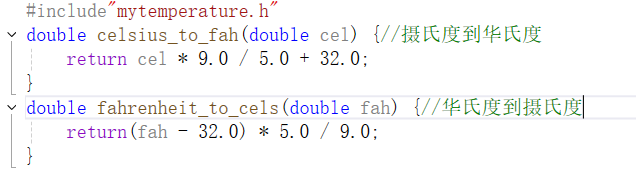 #include"mytemperature.h"
double celsius_to_fah(double cel) {//摄氏度到华氏度
return cel * 9.0 / 5.0 + 32.0;
}
double fahrenheit_to_cels(double fah) {//华氏度到摄氏度
return(fah - 32.0) * 5.0 / 9.0;
}